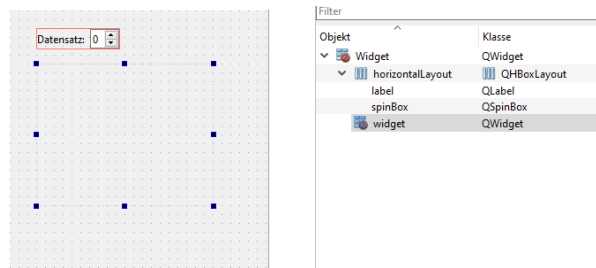 Datensatz: 0
Filter
Objekt Klasse
Widget QWidget
horizontalLayout QHBoxLayout
label QLabel
spinBox QSpinBox
widget QWidget